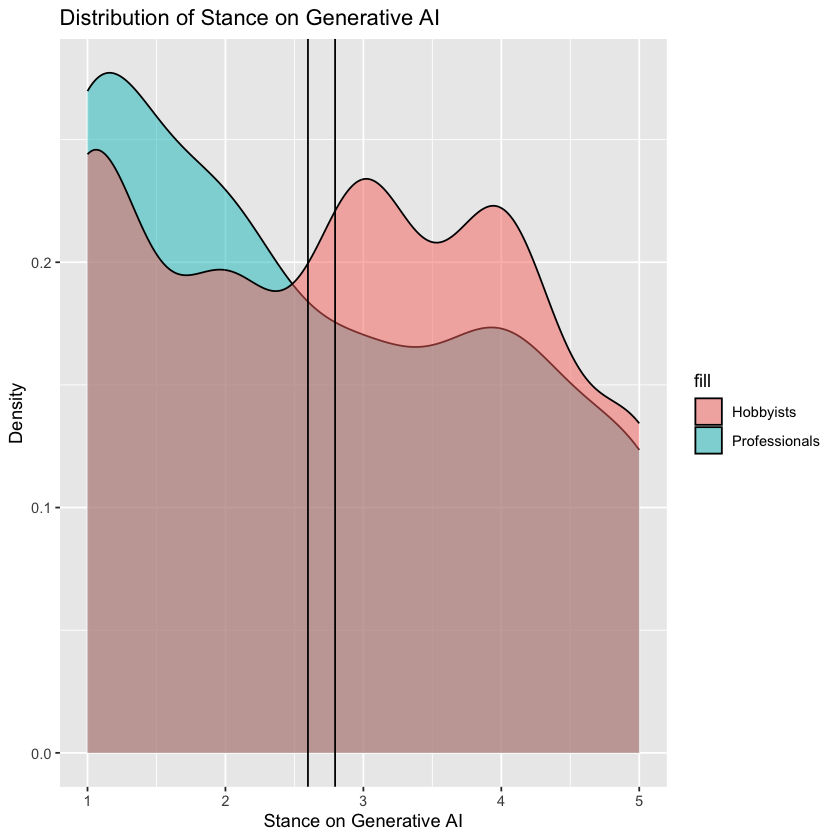 Distribution of Stance on Generative AI
Density
0.2
0.1
0.0
1 2 3 4 5
Stance on Generative AI
fill
Hobbyists
Professionals